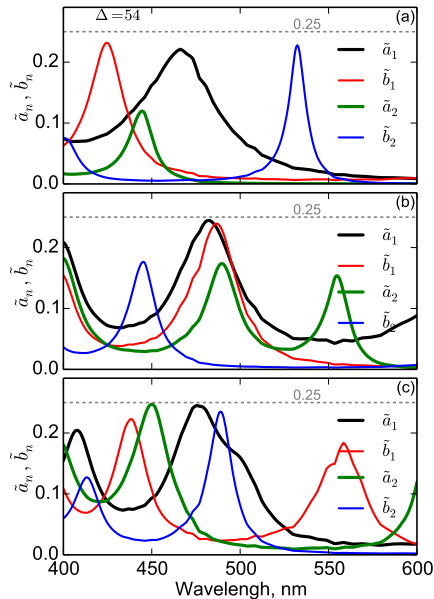 Δ=54
(a)
0.25
ã₁
b̃₁
ã₂
b̃₂
0.2
0.1
0.0
ãₙ, b̃ₙ
(b)
0.25
ã₁
b̃₁
ã₂
b̃₂
0.2
0.1
0.0
ãₙ, b̃ₙ
(c)
0.25
ã₁
b̃₁
ã₂
b̃₂
0.2
0.1
0.0
ãₙ, b̃ₙ
400 450 500 550 600
Wavelengh, nm